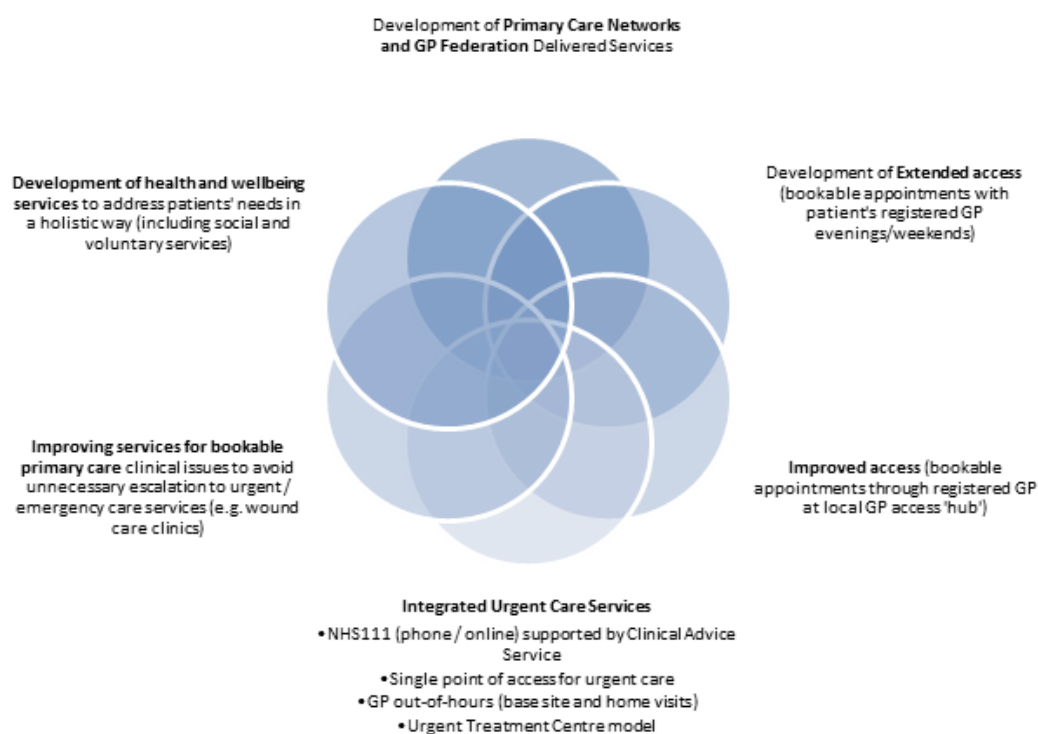 Development of Primary Care Networks
and GP Federation Delivered Services
Development of health and wellbeing
services to address patients' needs in
a holistic way (including social and
voluntary services)
Development of Extended access
(bookable appointments with
patient's registered GP
evenings/weekends)
Improving services for bookable
primary care clinical issues to avoid
unnecessary escalation to urgent/
emergency care services (e.g. wound
care clinics)
Improved access (bookable
appointments through registered GP
at local GP access 'hub')
Integrated Urgent Care Services
•NHS111 (phone / online) supported by Clinical Advice
Service
•Single point of access for urgent care
•GP out-of-hours (base site and home visits)
•Urgent Treatment Centre model